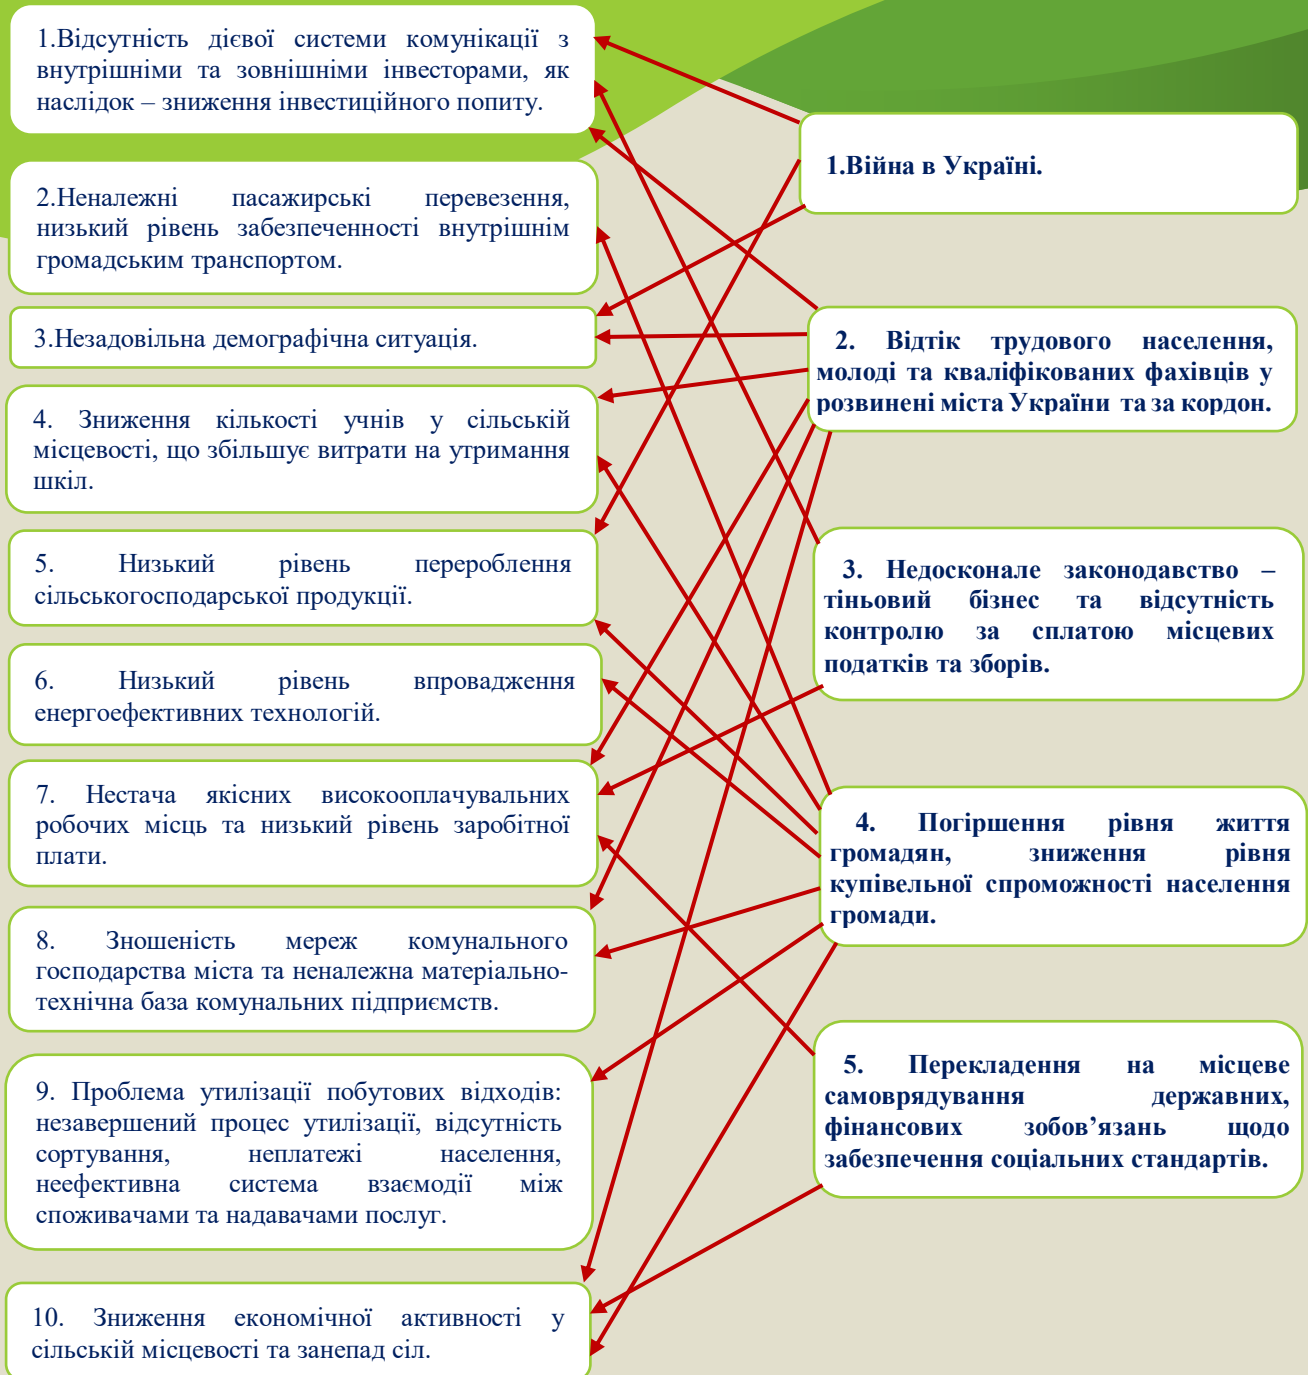 1.Відсутність дієвої системи комунікації з
внутрішніми та зовнішніми інвесторами, як
наслідок – зниження інвестиційного попиту.
2.Неналежні пасажирські перевезення,
низький рівень забезпеченності внутрішнім
громадським транспортом.
3.Незадовільна демографічна ситуація.
4. Зниження кількості учнів у сільській
місцевості, що збільшує витрати на утримання
шкіл.
5. Низький рівень перероблення
сільськогосподарської продукції.
6. Низький рівень впровадження
енергоефективних технологій.
7. Нестача якісних високооплачувальних
робочих місць та низький рівень заробітної
плати.
8. Зношеність мереж комунального
господарства міста та неналежна матеріально-
технічна база комунальних підприємств.
9. Проблема утилізації побутових відходів:
незавершений процес утилізації, відсутність
сортування, неплатежі населення,
неефективна система взаємодії між
споживачами та надавачами послуг.
10. Зниження економічної активності у
сільській місцевості та занепад сіл.
1.Війна в Україні.
2. Відтік трудового населення,
молоді та кваліфікованих фахівців у
розвинені міста України та за кордон.
3. Недосконале законодавство –
тіньовий бізнес та відсутність
контролю за сплатою місцевих
податків та зборів.
4. Погіршення рівня життя
громадян, зниження рівня
купівельної спроможності населення
громади.
5. Перекладення на місцеве
самоврядування державних,
фінансових зобов’язань щодо
забезпечення соціальних стандартів.